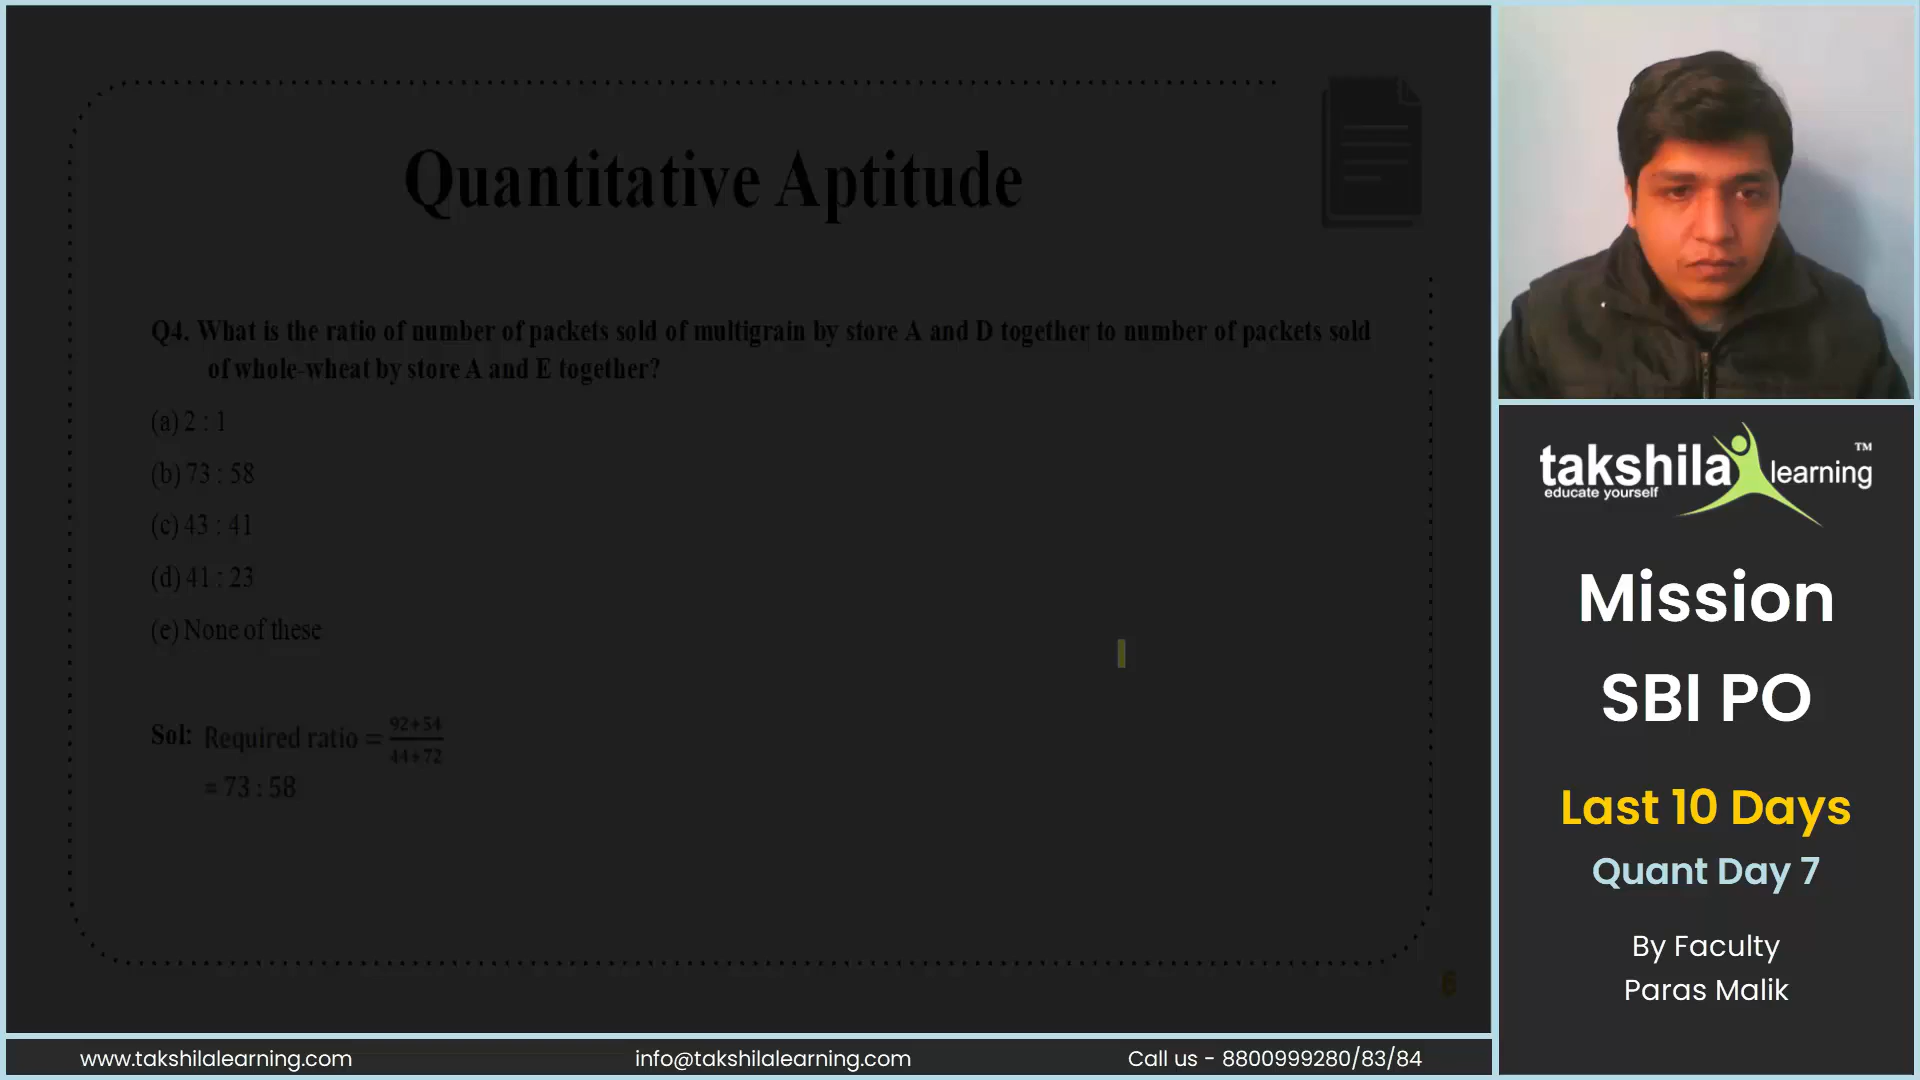 Quantitative Aptitude
Q4. What is the ratio of number of packets sold of multigrain by store A and D together to number of packets sold
of whole-wheat by store A and E together?
(a) 2 : 1
(b) 73 : 58
(c) 43 : 41
(d) 41 : 23
(e) None of these
Sol: Required ratio = 92+54/44+72
= 73 : 58
6
takshila learning TM
educate yourself
Mission
SBI PO
Last 10 Days
Quant Day 7
By Faculty
Paras Malik
www.takshilalearning.com
info@takshilalearning.com
Call us - 8800999280/83/84